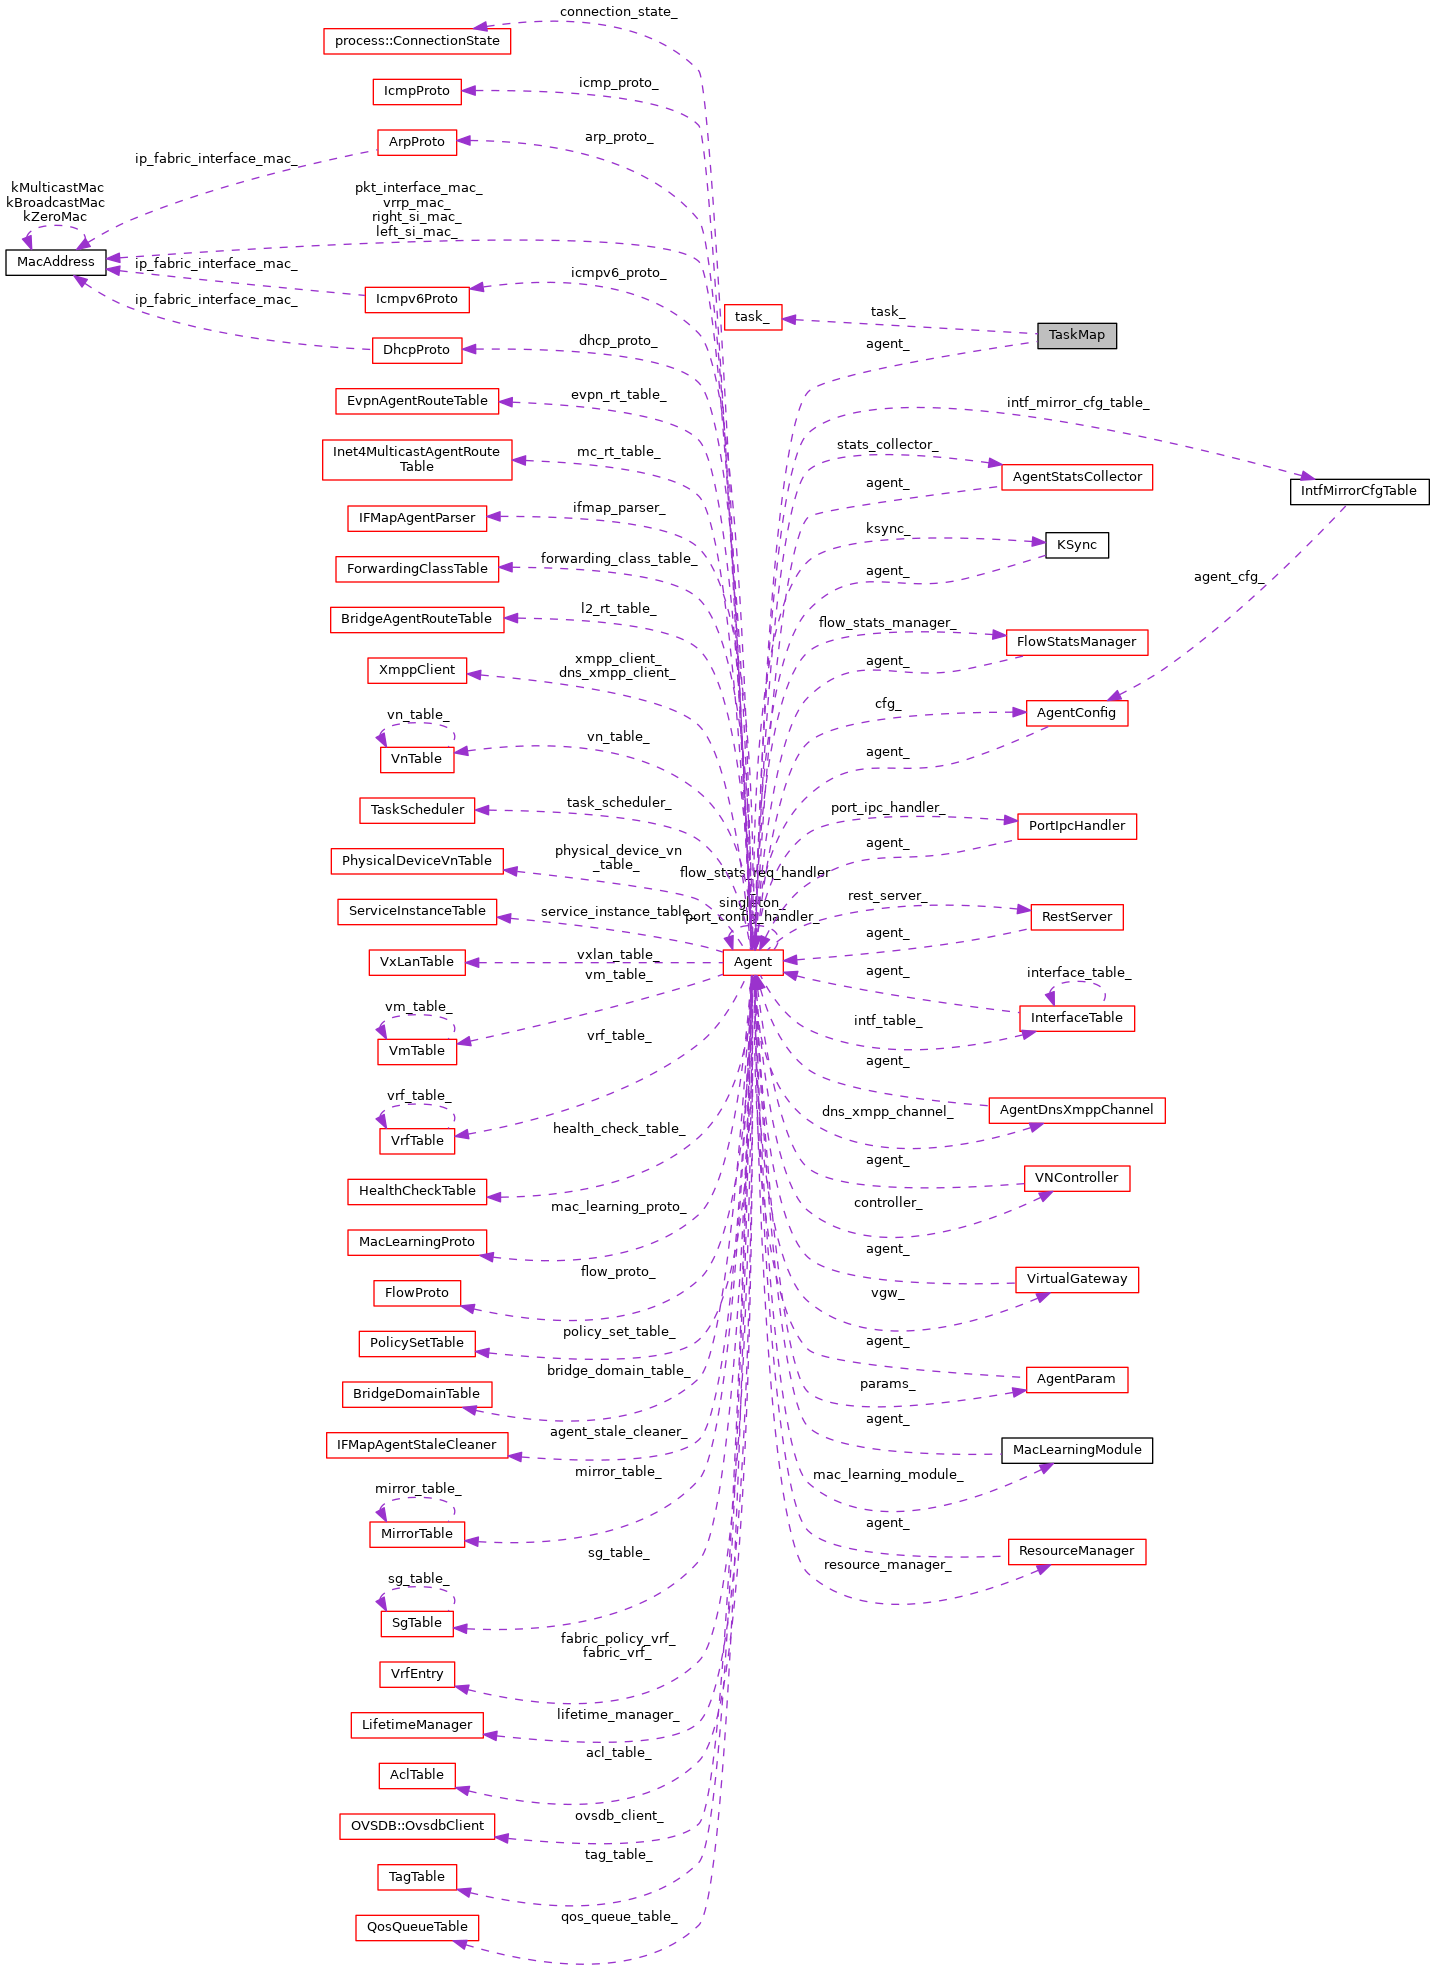 connection_state_
process::ConnectionState
icmp_proto_
IcmpProto
arp_proto_
ArpProto
ip_fabric_interface_mac_
kMulticastMac
kBroadcastMac
kZeroMac
pkt_interface_mac_
vrrp_mac_
right_si_mac_
left_si_mac_
MacAddress
ip_fabric_interface_mac_
icmpv6_proto_
Icmpv6Proto
ip_fabric_interface_mac_
task_
task_
TaskMap
agent_
dhcp_proto_
DhcpProto
evpn_rt_table_
EvpnAgentRouteTable
intf_mirror_cfg_table_
mc_rt_table_
Inet4MulticastAgentRoute
Table
stats_collector_
AgentStatsCollector
agent_
IntfMirrorCfgTable
ifmap_parser_
IFMapAgentParser
ksync_
KSync
agent_
agent_cfg_
forwarding_class_table_
ForwardingClassTable
l2_rt_table_
BridgeAgentRouteTable
flow_stats_manager_
FlowStatsManager
agent_
xmpp_client_
dns_xmpp_client_
XmppClient
cfg_
AgentConfig
agent_
vn_table_
vn_table_
VnTable
task_scheduler_
TaskScheduler
port_ipc_handler_
PortIpcHandler
agent_
physical_device_vn
_table_
PhysicalDeviceVnTable
flow_stats_req_handler
_
singleton_
port_config_handler_
rest_server_
RestServer
agent_
service_instance_table_
ServiceInstanceTable
vxlan_table_
VxLanTable
Agent
vm_table_
vm_table_
VmTable
agent_
interface_table_
InterfaceTable
intf_table_
vrf_table_
vrf_table_
VrfTable
agent_
AgentDnsXmppChannel
dns_xmpp_channel_
health_check_table_
HealthCheckTable
agent_
VNController
controller_
mac_learning_proto_
MacLearningProto
flow_proto_
FlowProto
agent_
VirtualGateway
vgw_
policy_set_table_
PolicySetTable
agent_
AgentParam
params_
bridge_domain_table_
BridgeDomainTable
agent_stale_cleaner_
IFMapAgentStaleCleaner
agent_
MacLearningModule
mac_learning_module_
mirror_table_
mirror_table_
MirrorTable
agent_
ResourceManager
resource_manager_
sg_table_
sg_table_
SgTable
fabric_policy_vrf_
fabric_vrf_
VrfEntry
lifetime_manager_
LifetimeManager
acl_table_
AclTable
ovsdb_client_
OVSDB::OvsdbClient
tag_table_
TagTable
qos_queue_table_
QosQueueTable